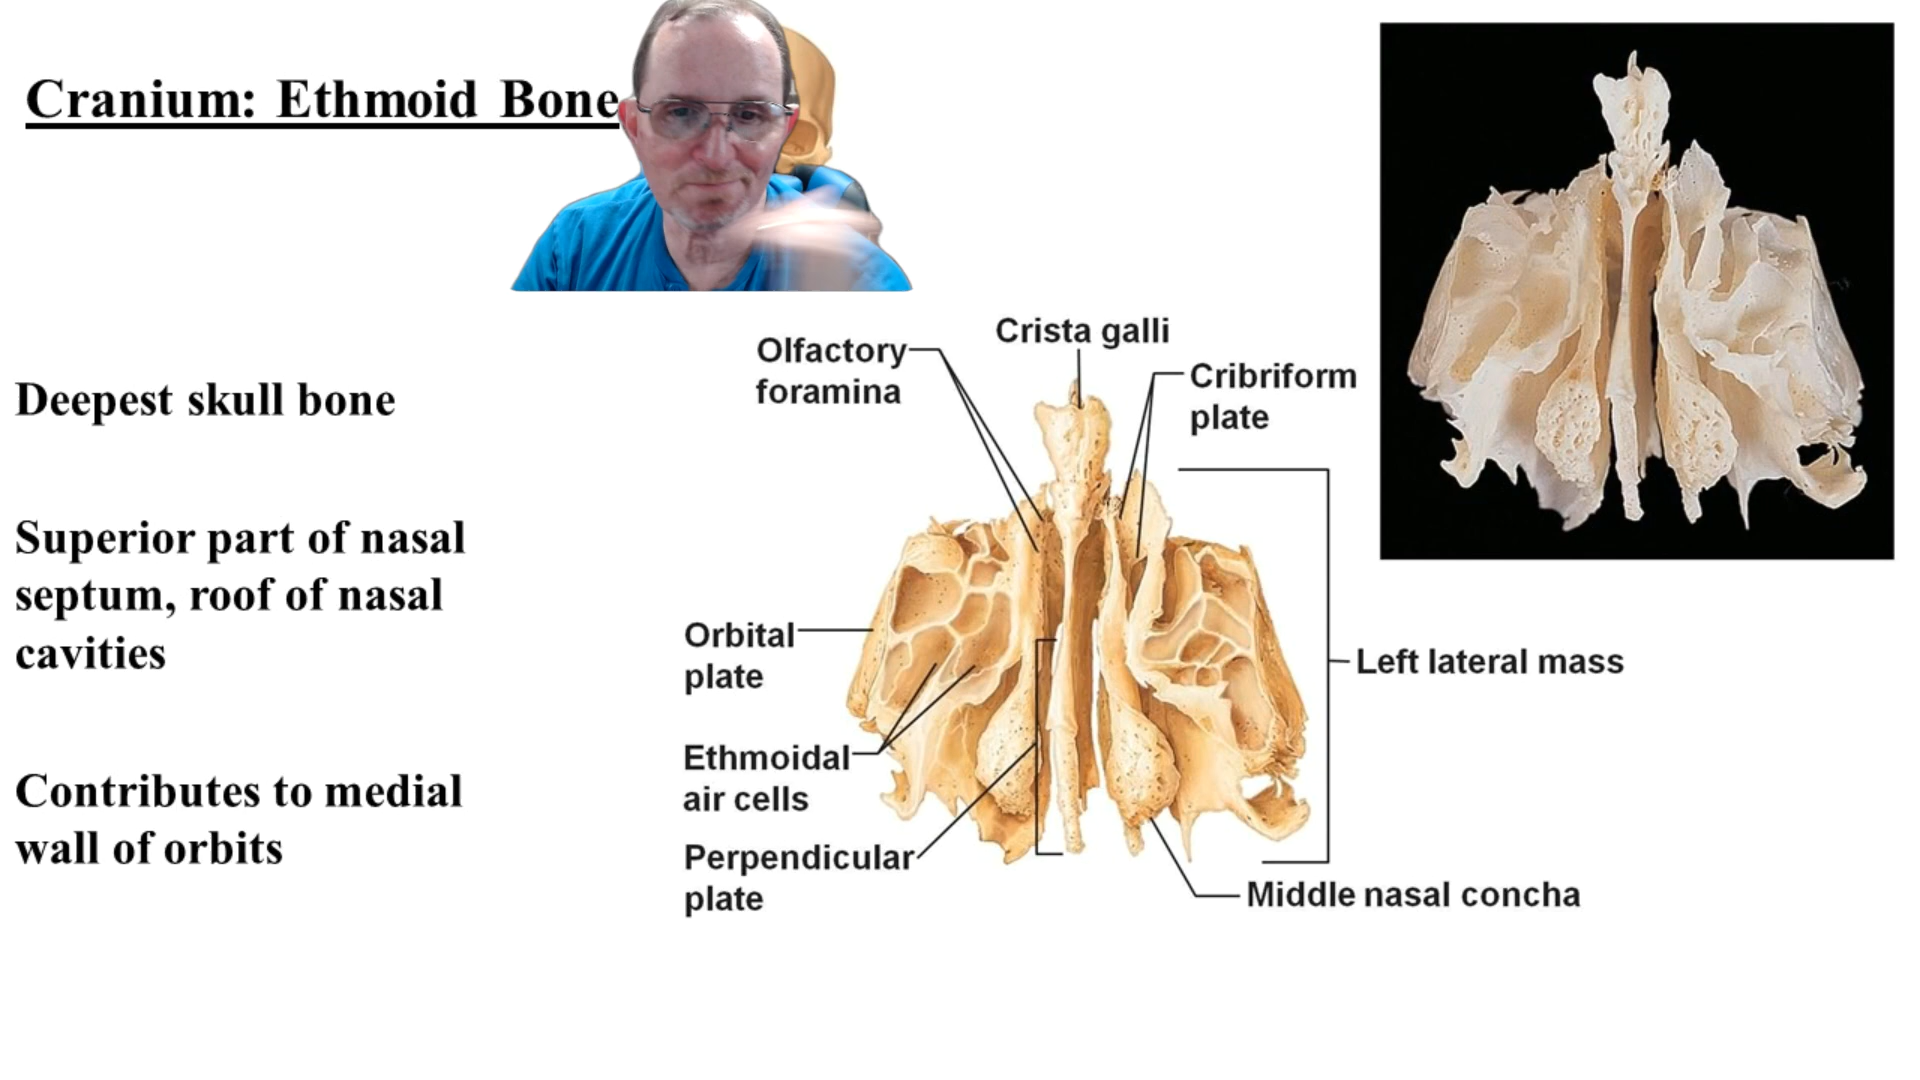 Cranium: Ethmoid Bone
Deepest skull bone
Superior part of nasal
septum, roof of nasal
cavities
Contributes to medial
wall of orbits
Olfactory
foramina
Crista galli
Cribriform
plate
Orbital
plate
Left lateral mass
Ethmoidal
air cells
Perpendicular
plate
Middle nasal concha